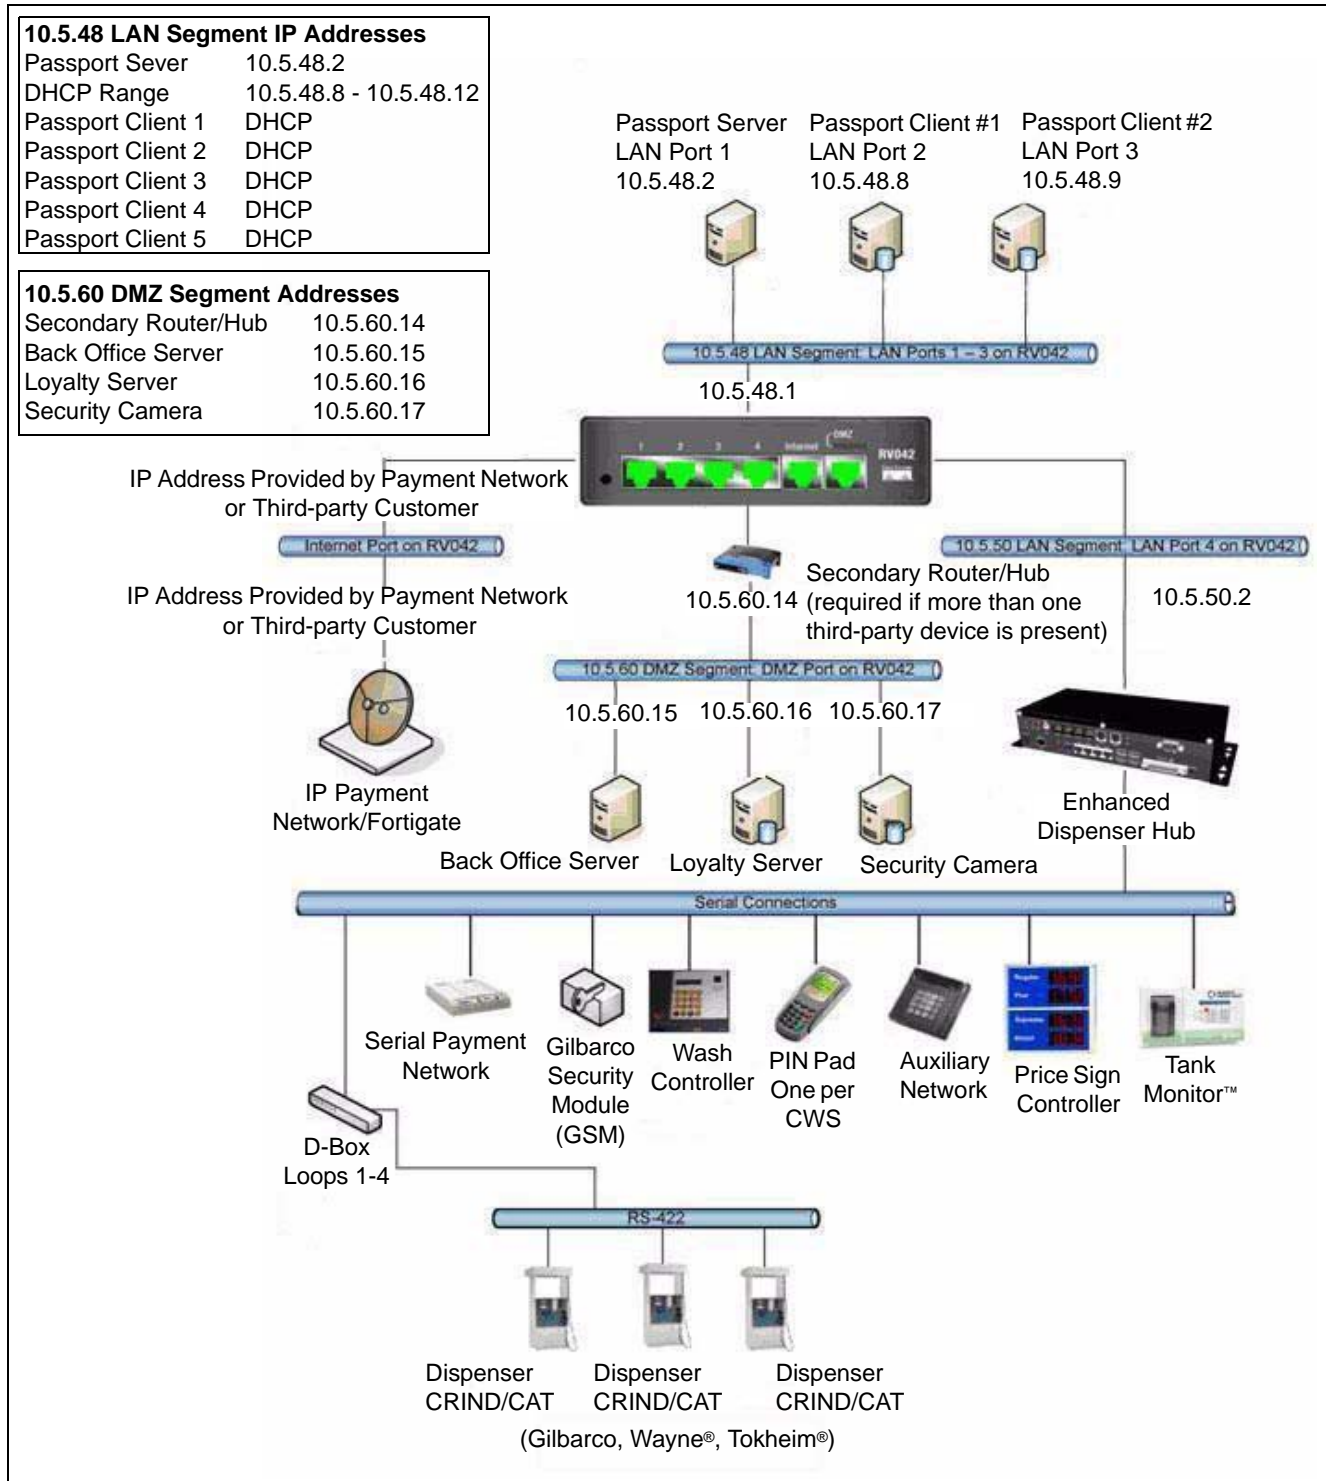 10.5.48 LAN Segment IP Addresses
Passport Sever 10.5.48.2
DHCP Range 10.5.48.8 - 10.5.48.12
Passport Client 1 DHCP
Passport Client 2 DHCP
Passport Client 3 DHCP
Passport Client 4 DHCP
Passport Client 5 DHCP
10.5.60 DMZ Segment Addresses
Secondary Router/Hub 10.5.60.14
Back Office Server 10.5.60.15
Loyalty Server 10.5.60.16
Security Camera 10.5.60.17
Passport Server
LAN Port 1
10.5.48.2
Passport Client #1
LAN Port 2
10.5.48.8
Passport Client #2
LAN Port 3
10.5.48.9
10.5.48 LAN Segment: LAN Ports 1 – 3 on RV042
10.5.48.1
1 2 3 4 Internet DMZ
RV042
IP Address Provided by Payment Network
or Third-party Customer
Internet Port on RV042
IP Address Provided by Payment Network
or Third-party Customer
IP Payment
Network/Fortigate
10.5.60.14
Secondary Router/Hub
(required if more than one
third-party device is present)
10.5.50 LAN Segment: LAN Port 4 on RV042
10.5.50.2
10.5.60 DMZ Segment: DMZ Port on RV042
10.5.60.15
10.5.60.16
10.5.60.17
Back Office Server
Loyalty Server
Security Camera
Enhanced
Dispenser Hub
Serial Connections
Serial Payment
Network
Gilbarco
Security
Module
(GSM)
Wash
Controller
PIN Pad
One per
CWS
Auxiliary
Network
Regular
Plus
Supreme
Price Sign
Controller
Tank
Monitor™
D-Box
Loops 1-4
RS-422
Dispenser
CRIND/CAT
Dispenser
CRIND/CAT
Dispenser
CRIND/CAT
(Gilbarco, Wayne®, Tokheim®)